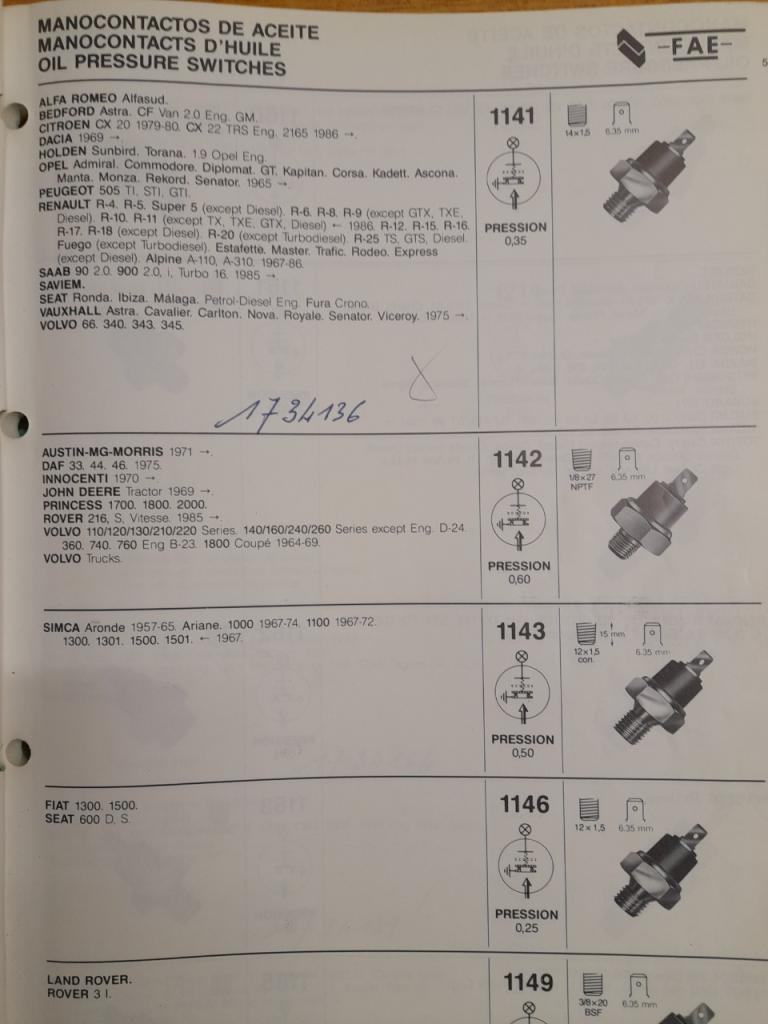 MANOCONTACTOS DE ACEITE
MANOCONTACTS D'HUILE
OIL PRESSURE SWITCHES
FAE
5
ALFA ROMEO Alfasud.
BEDFORD Astra. CF Van 2.0 Eng. GM.
CITROEN CX 20 1979-80. CX 22 TRS Eng. 2165 1986 →.
DACIA 1969 →.
HOLDEN Sunbird. Torana. 1.9 Opel Eng.
OPEL Admiral. Commodore. Diplomat. GT. Kapitan. Corsa. Kadett. Ascona.
Manta. Monza. Rekord. Senator. 1965 →.
PEUGEOT 505 TI, STI, GTI.
RENAULT R-4. R-5. Super 5 (except Diesel). R-6. R-8. R-9 (except GTX, TXE,
Diesel). R-10. R-11 (except TX, TXE, GTX, Diesel) ← 1986. R-12. R-15. R-16.
R-17. R-18 (except Diesel). R-20 (except Turbodiesel). R-25 TS, GTS, Diesel.
Fuego (except Turbodiesel). Estafette. Master. Trafic. Rodeo. Express
(except Diesel). Alpine A-110, A-310. 1967-86.
SAAB 90 2.0. 900 2.0, i, Turbo 16. 1985 →.
SAVIEM.
SEAT Ronda. Ibiza. Málaga. Petrol-Diesel Eng. Fura Crono.
VAUXHALL Astra. Cavalier. Carlton. Nova. Royale. Senator. Viceroy. 1975 →.
VOLVO 66. 340. 343. 345.
1734136
1141
PRESSION
0,35
14x1,5
6.35 mm
AUSTIN-MG-MORRIS 1971 →.
DAF 33. 44. 46. 1975.
INNOCENTI 1970 →.
JOHN DEERE Tractor 1969 →.
PRINCESS 1700. 1800. 2000.
ROVER 216, S, Vitesse. 1985 →.
VOLVO 110/120/130/210/220 Series. 140/160/240/260 Series except Eng. D-24.
360. 740. 760 Eng B-23. 1800 Coupé 1964-69.
VOLVO Trucks.
1142
PRESSION
0,60
1/8x27
NPTF
6,35 mm
SIMCA Aronde 1957-65. Ariane. 1000 1967-74. 1100 1967-72.
1300. 1301. 1500. 1501. ← 1967.
1143
PRESSION
0,50
12x1,5
con.
15 mm
6.35 mm
FIAT 1300. 1500.
SEAT 600 D, S.
1146
PRESSION
0,25
12 x 1,5
6.35 mm
LAND ROVER.
ROVER 3 l.
1149
3/8x20
BSF
6,35 mm